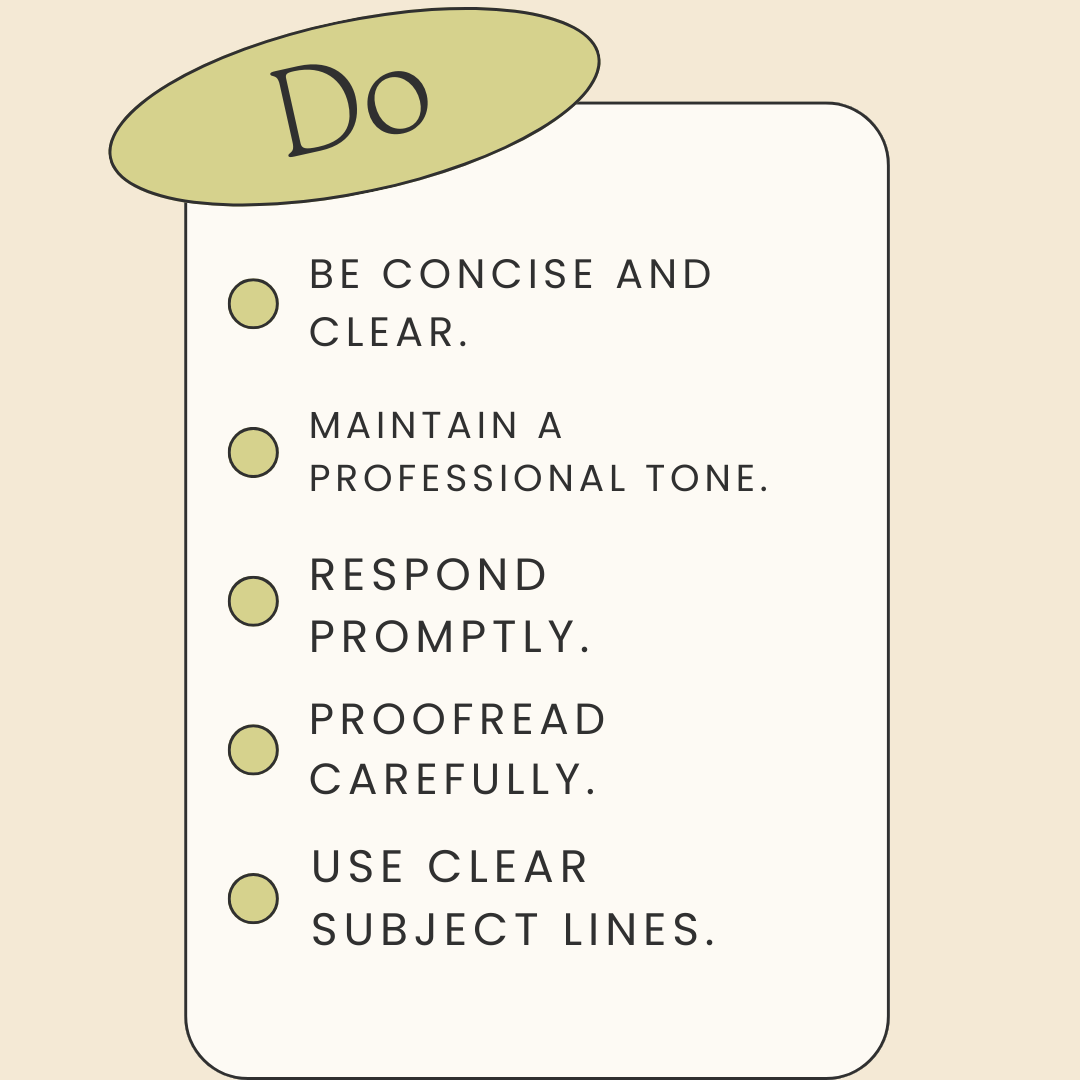 Do
BE CONCISE AND
CLEAR.
MAINTAIN A
PROFESSIONAL TONE.
RESPOND
PROMPTLY.
PROOFREAD
CAREFULLY.
USE CLEAR
SUBJECT LINES.